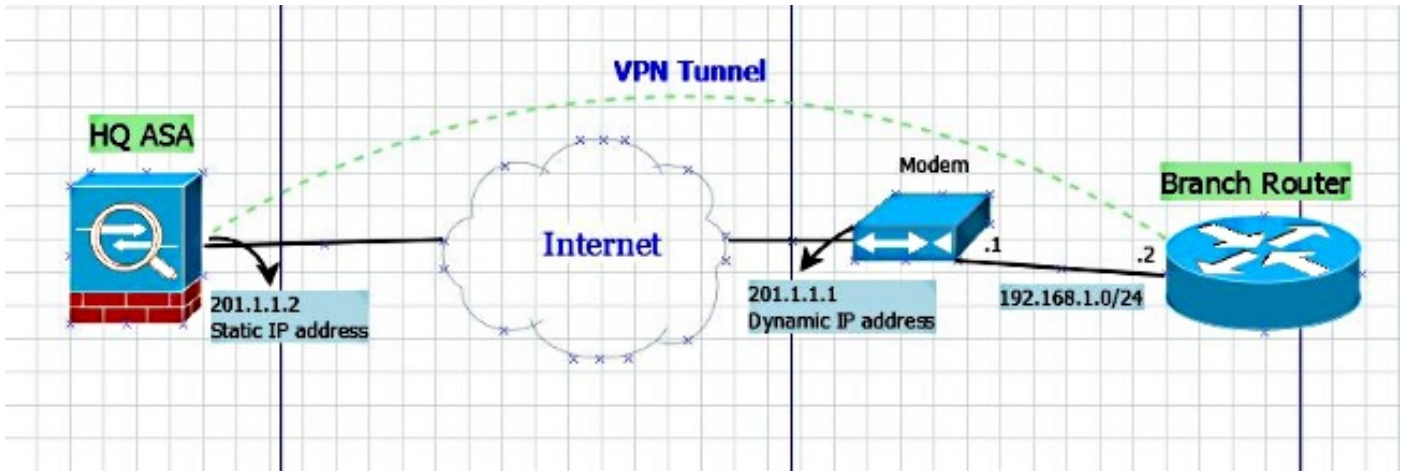 VPN Tunnel
HQ ASA
Modem
Branch Router
Internet
.1
.2
201.1.1.2
Static IP address
201.1.1.1
Dynamic IP address
192.168.1.0/24